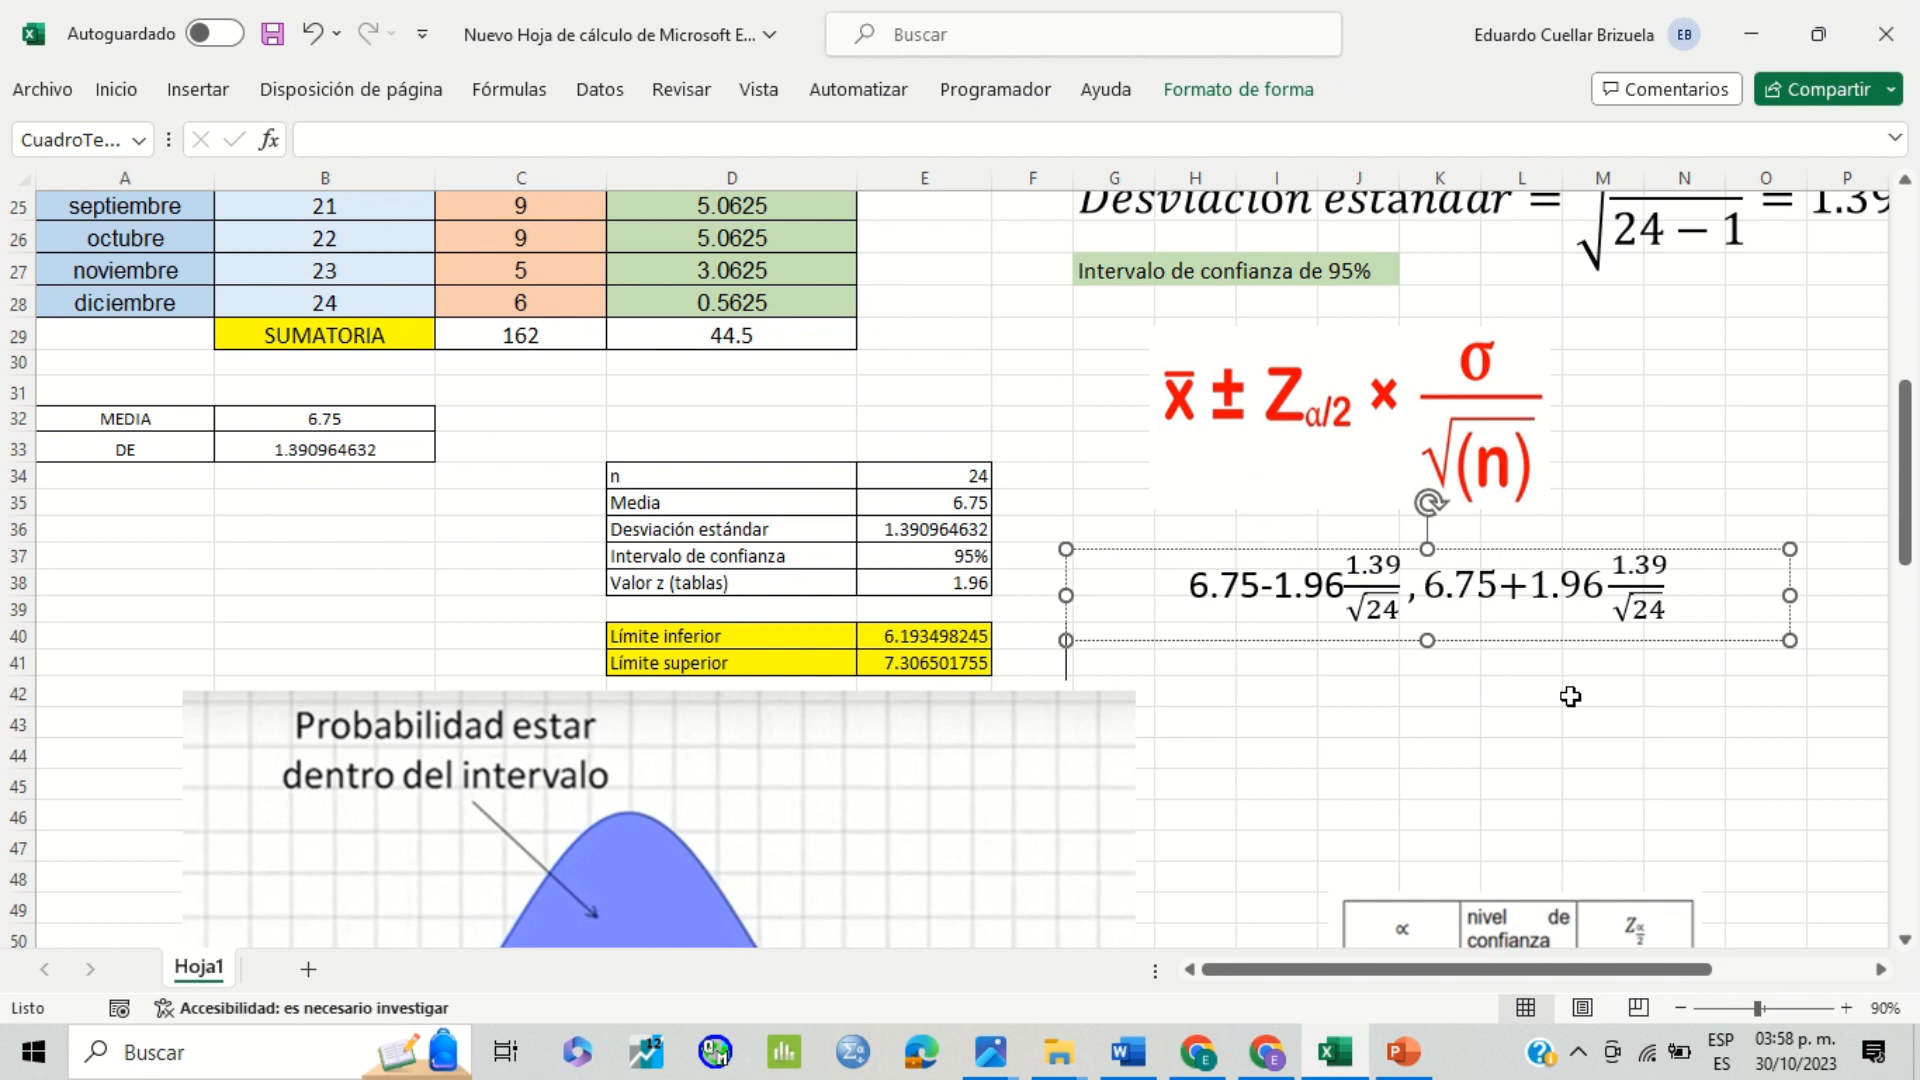 Autoguardado
Nuevo Hoja de cálculo de Microsoft E...
Buscar
Eduardo Cuellar Brizuela
EB
Archivo Inicio Insertar Disposición de página Fórmulas Datos Revisar Vista Automatizar Programador Ayuda Formato de forma
Comentarios
Compartir
CuadroTe...
fx
A B C D E F G H I J K L M N O P
25 septiembre 21 9 5.0625
26 octubre 22 9 5.0625
27 noviembre 23 5 3.0625
28 diciembre 24 6 0.5625
29 SUMATORIA 162 44.5
30
31
32 MEDIA 6.75
33 DE 1.390964632
34 n 24
35 Media 6.75
36 Desviación estándar 1.390964632
37 Intervalo de confianza 95%
38 Valor z (tablas) 1.96
39
40 Límite inferior 6.193498245
41 Límite superior 7.306501755
42
43
44
45
46
47
48
49
50
Desviación estándar = √ 24 − 1 = 1.39
Intervalo de confianza de 95%
x̄ ± Zα/2 × σ / √(n)
6.75-1.96 1.39/√24 , 6.75+1.96 1.39/√24
Probabilidad estar
dentro del intervalo
∝ nivel de confianza Z∝/2
Hoja1
Listo
Accesibilidad: es necesario investigar
90%
Buscar
12
ESP
ES
03:58 p. m.
30/10/2023